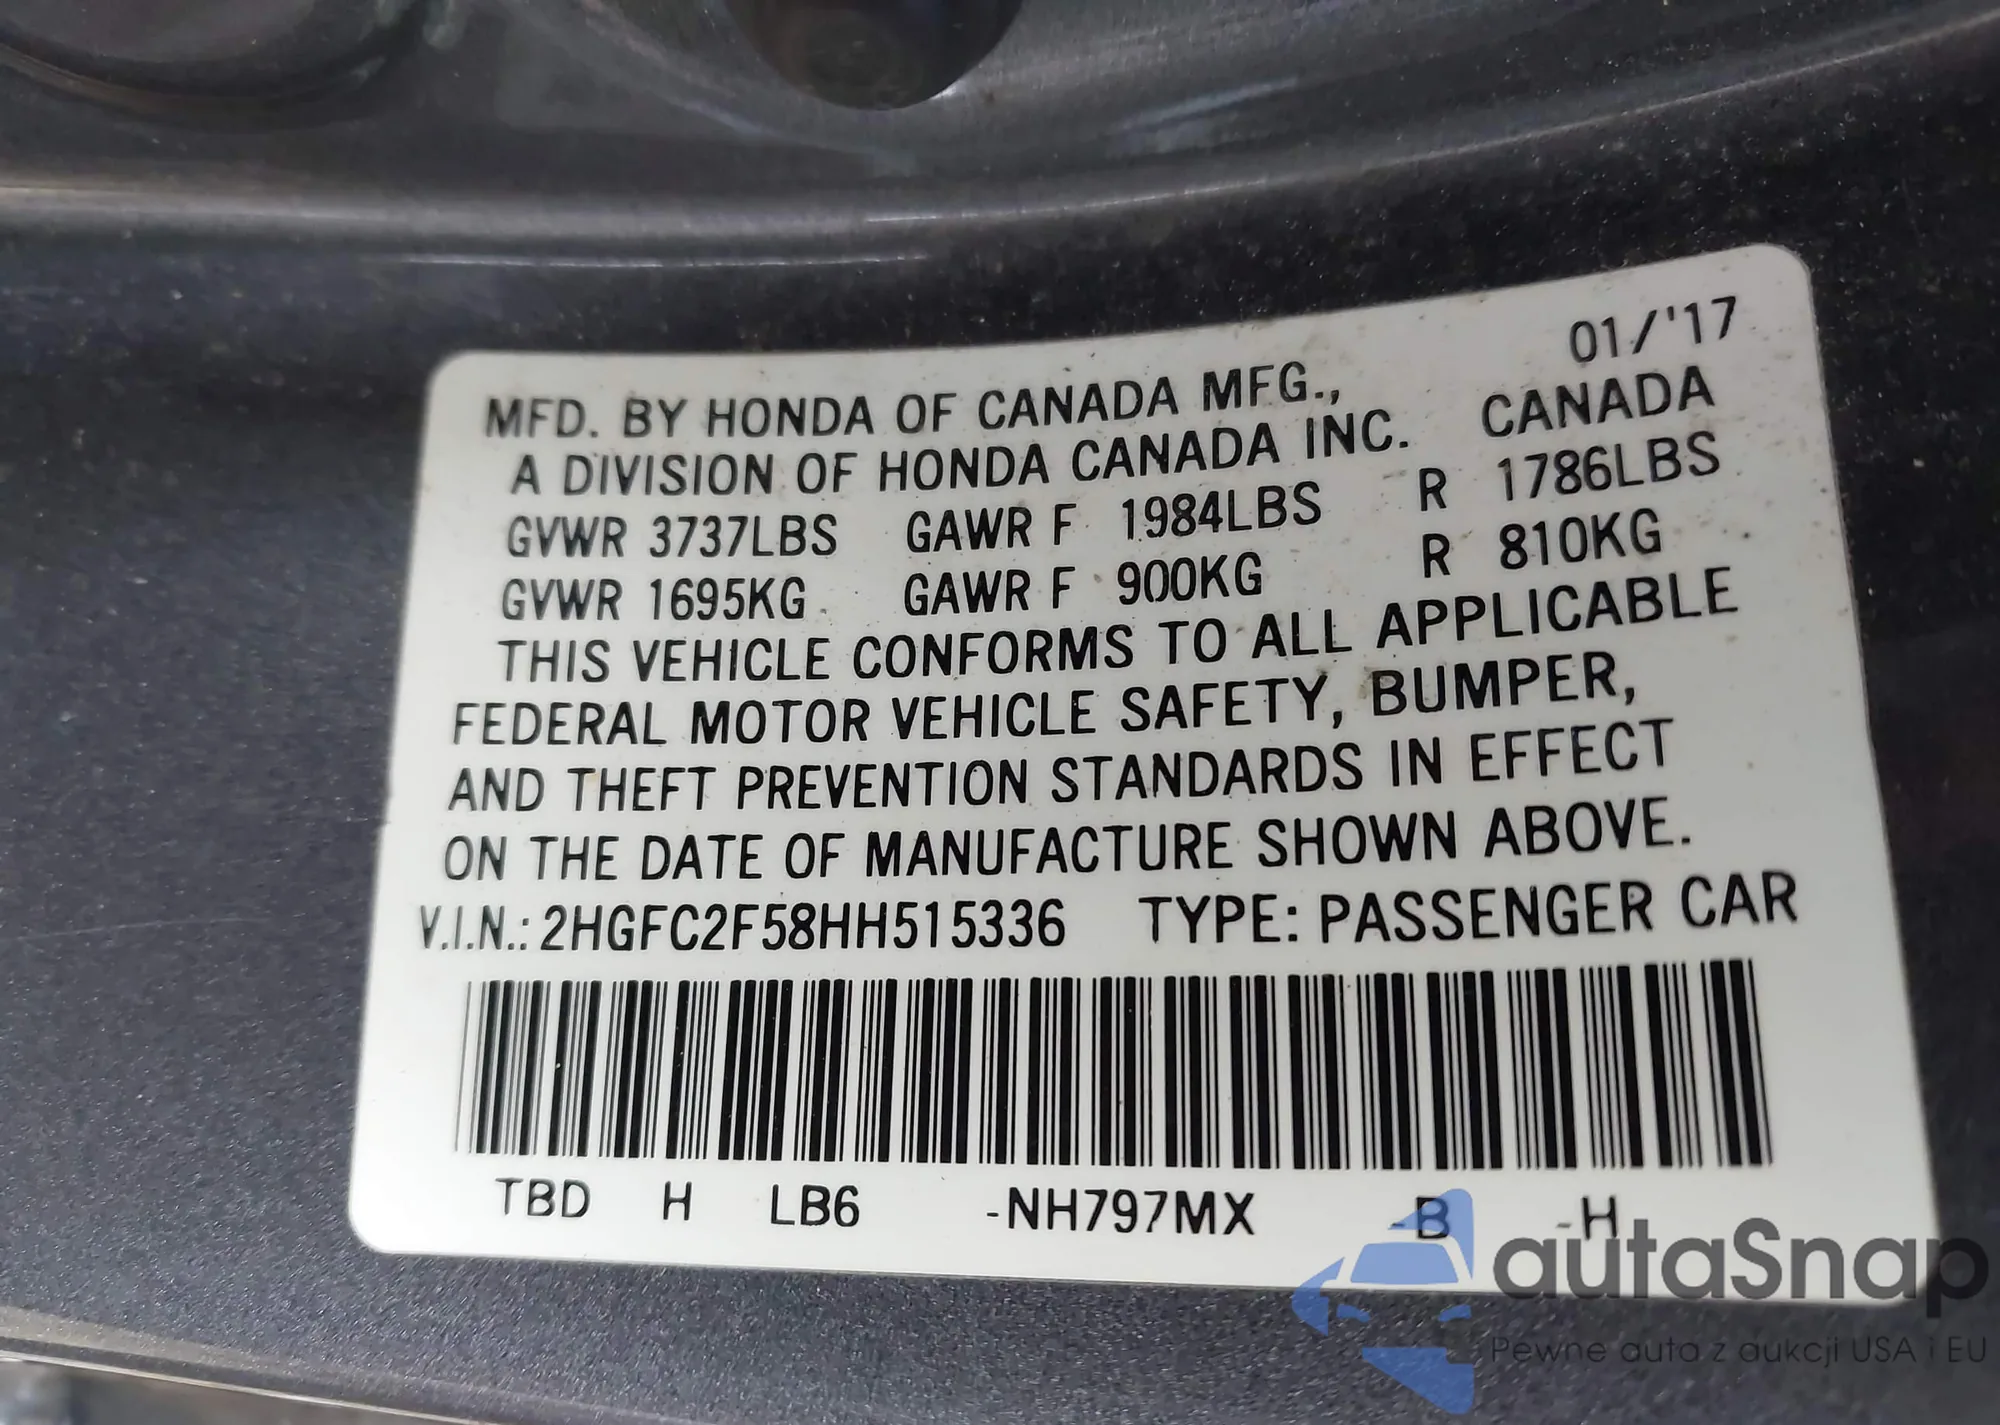 01/'17
MFD. BY HONDA OF CANADA MFG., CANADA
A DIVISION OF HONDA CANADA INC.
GVWR 3737LBS GAWR F 1984LBS R 1786LBS
GVWR 1695KG GAWR F 900KG R 810KG
THIS VEHICLE CONFORMS TO ALL APPLICABLE
FEDERAL MOTOR VEHICLE SAFETY, BUMPER,
AND THEFT PREVENTION STANDARDS IN EFFECT
ON THE DATE OF MANUFACTURE SHOWN ABOVE.
V.I.N.: 2HGFC2F58HH515336 TYPE: PASSENGER CAR
TBD H LB6 -NH797MX -B -H
autaSnap
Pewne auta z aukcji USA i EU